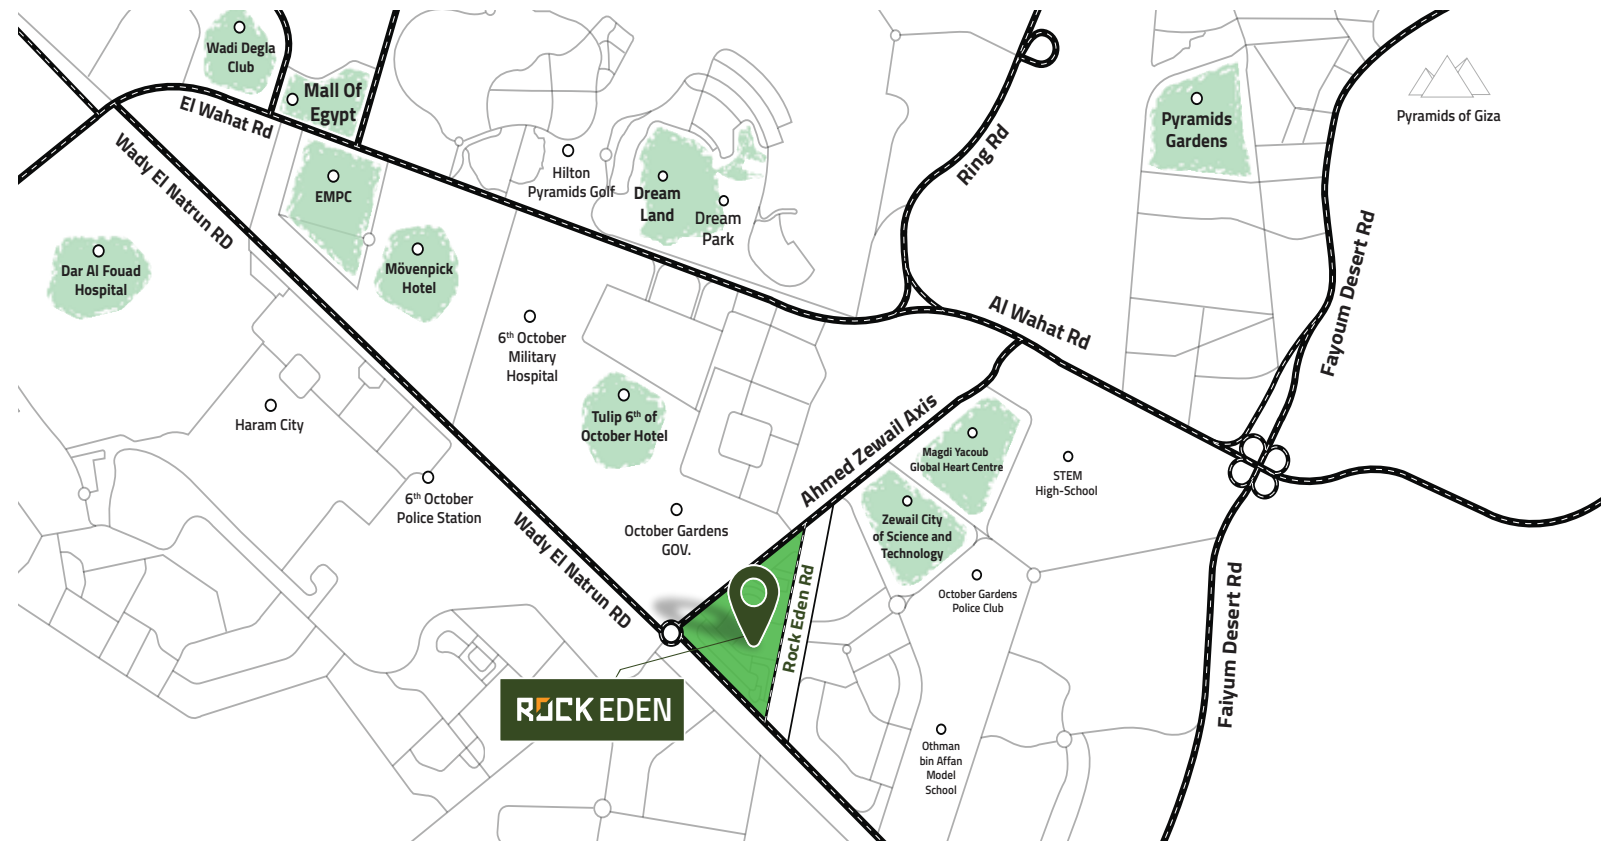 Wadi Degla
Club
Mall Of
Egypt
El Wahat Rd
Wady El Natrun RD
EMPC
Dar Al Fouad
Hospital
Mövenpick
Hotel
Hilton
Pyramids Golf
Dream
Land
Dream
Park
Ring Rd
Pyramids
Gardens
Pyramids of Giza
Fayoum Desert Rd
Al Wahat Rd
6th October
Military
Hospital
Tulip 6th of
October Hotel
Haram City
6th October
Police Station
Wady El Natrun RD
October Gardens
GOV.
Ahmed Zewail Axis
Magdi Yacoub
Global Heart Centre
STEM
High-School
Zewail City
of Science and
Technology
October Gardens
Police Club
Rock Eden Rd
ROCK EDEN
Othman
bin Affan
Model
School
Faiyum Desert Rd